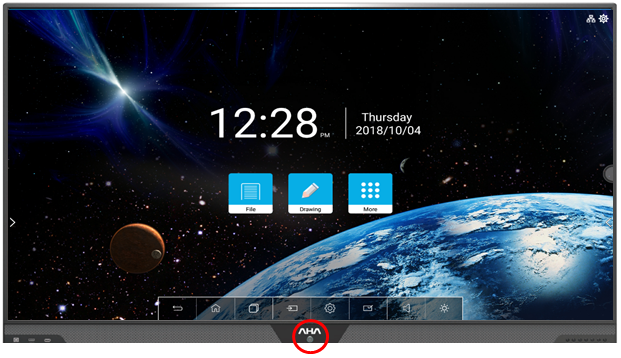 12:28 PM
Thursday
2018/10/04
File
Drawing
More
AHA